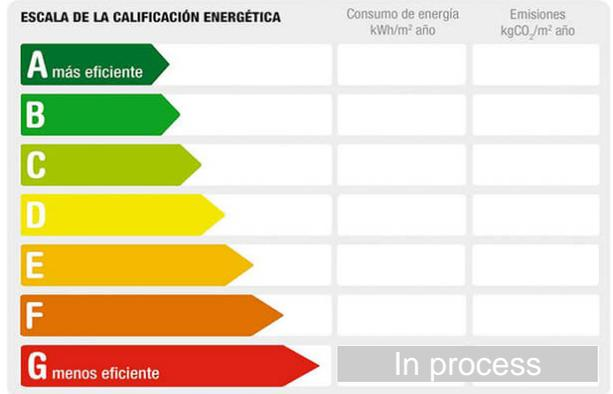 ESCALA DE LA CALIFICACIÓN ENERGÉTICA
Consumo de energía
kWh/m² año
Emisiones
kgCO₂/m² año
A más eficiente
B
C
D
E
F
G menos eficiente
In process